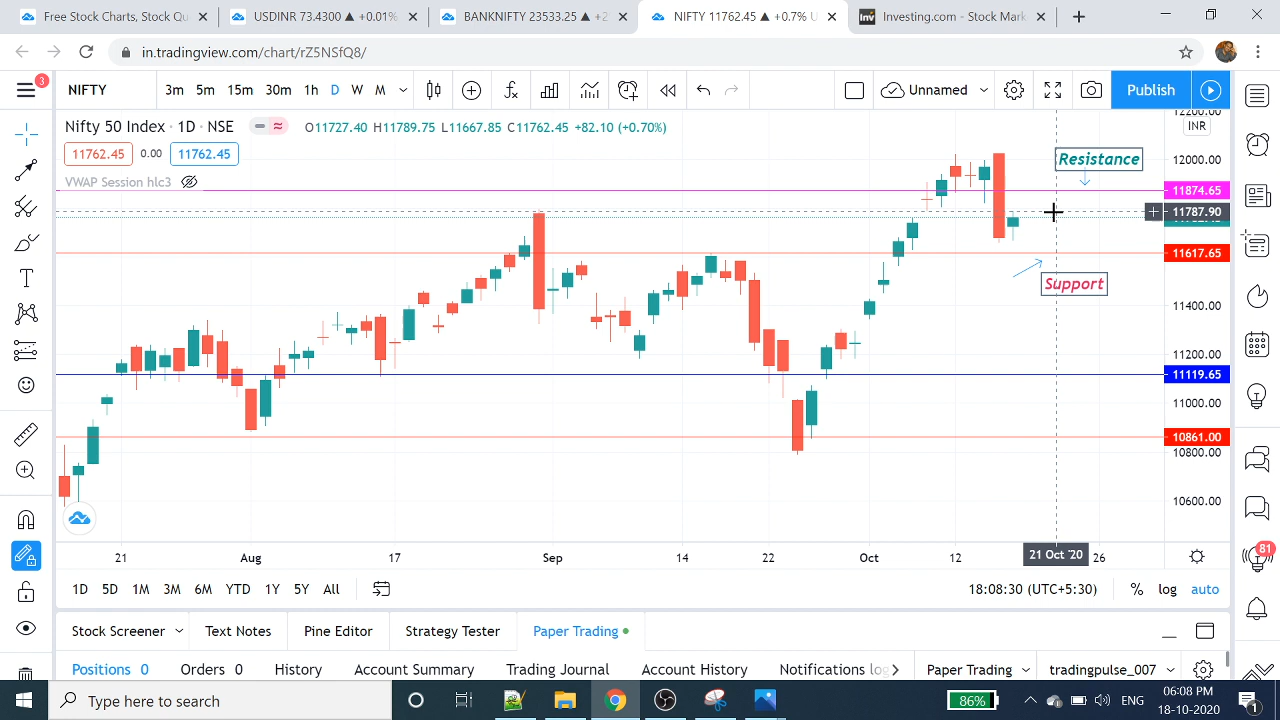 Free Stock Charts, Stock Qu
USDINR 73.4300 ▲ +0.01%
BANKNIFTY 23533.25 ▲ +2
NIFTY 11762.45 ▲ +0.7% U
Investing.com - Stock Mark
in.tradingview.com/chart/rZ5NSfQ8/
3
NIFTY 3m 5m 15m 30m 1h D W M Unnamed Publish
Nifty 50 Index · 1D · NSE O11727.40 H11789.75 L11667.85 C11762.45 +82.10 (+0.70%)
INR
11762.45 0.00 11762.45
VWAP Session hlc3
12000.00
Resistance
11874.65
11787.90
11617.65
Support
11400.00
11200.00
11119.65
11000.00
10861.00
10800.00
10600.00
21 Aug 17 Sep 14 22 Oct 12 21 Oct '20 26
1D 5D 1M 3M 6M YTD 1Y 5Y All 18:08:30 (UTC+5:30) % log auto
81
Stock Screener Text Notes Pine Editor Strategy Tester Paper Trading
Positions 0 Orders 0 History Account Summary Trading Journal Account History Notifications log Paper Trading tradingpulse_007
Type here to search
86%
ENG
06:08 PM
18-10-2020
1